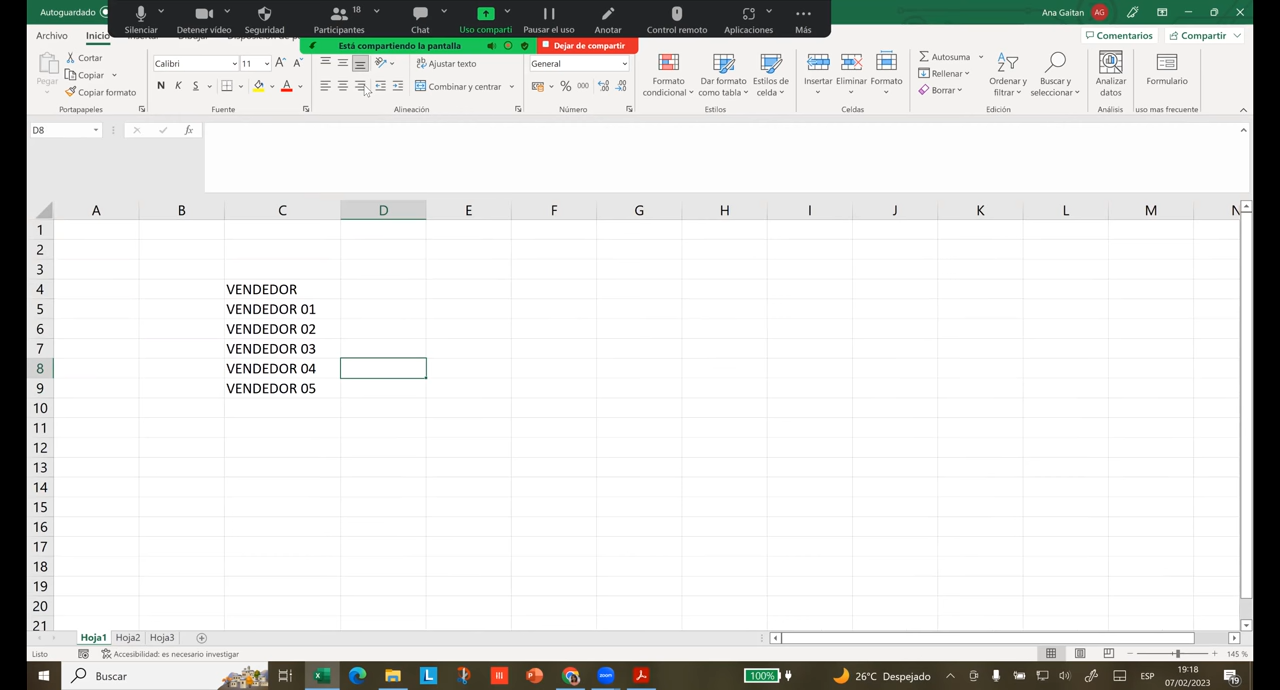 Autoguardado
Silenciar
Detener video
Seguridad
18
Participantes
Chat
Uso comparti
Pausar el uso
Anotar
Control remoto
Aplicaciones
Más
Ana Gaitan
AG
Está compartiendo la pantalla
Dejar de compartir
Archivo
Inicio
Comentarios
Compartir
Pegar
Cortar
Copiar
Copiar formato
Portapapeles
Calibri
11
N K S
Fuente
Ajustar texto
Combinar y centrar
Alineación
General
% 000
Número
Formato condicional
Dar formato como tabla
Estilos de celda
Estilos
Insertar
Eliminar
Formato
Celdas
Autosuma
Rellenar
Borrar
Ordenar y filtrar
Buscar y seleccionar
Edición
Analizar datos
Análisis
Formulario
uso mas frecuente
D8
fx
A B C D E F G H I J K L M N
1
2
3
4 VENDEDOR
5 VENDEDOR 01
6 VENDEDOR 02
7 VENDEDOR 03
8 VENDEDOR 04
9 VENDEDOR 05
10
11
12
13
14
15
16
17
18
19
20
21
Hoja1 Hoja2 Hoja3
Listo
Accesibilidad: es necesario investigar
145 %
Buscar
100%
26°C Despejado
ESP
19:18
07/02/2023